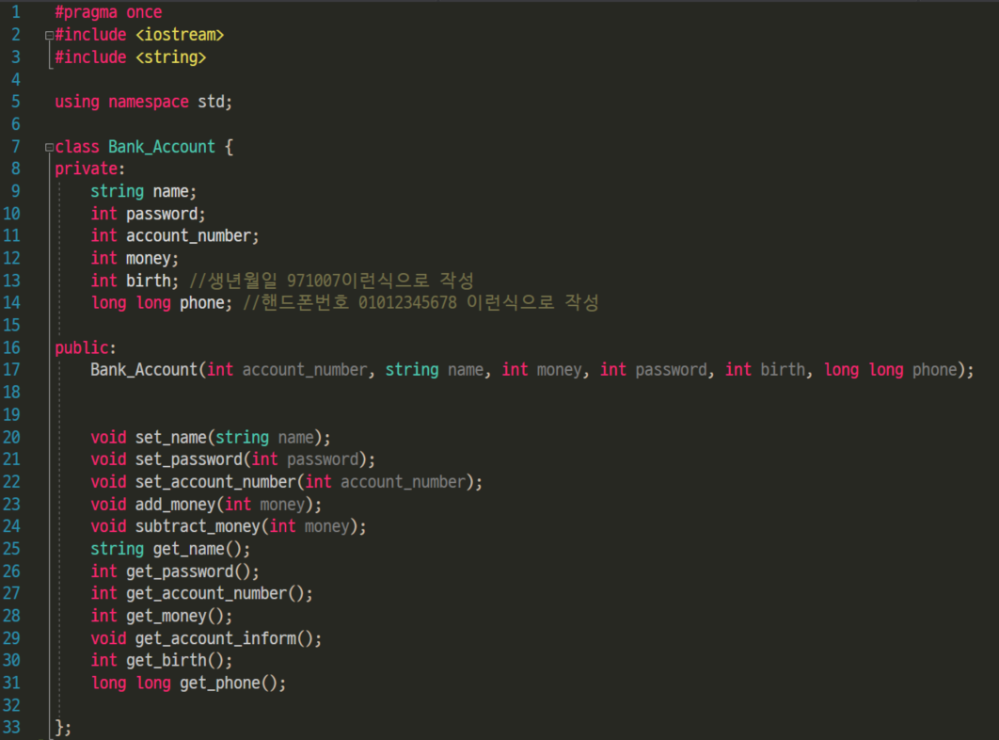 1 #pragma once
2 #include <iostream>
3 #include <string>
4
5 using namespace std;
6
7 class Bank_Account {
8 private:
9 string name;
10 int password;
11 int account_number;
12 int money;
13 int birth; //생년월일 971007이런식으로 작성
14 long long phone; //핸드폰번호 01012345678 이런식으로 작성
15
16 public:
17 Bank_Account(int account_number, string name, int money, int password, int birth, long long phone);
18
19
20 void set_name(string name);
21 void set_password(int password);
22 void set_account_number(int account_number);
23 void add_money(int money);
24 void subtract_money(int money);
25 string get_name();
26 int get_password();
27 int get_account_number();
28 int get_money();
29 void get_account_inform();
30 int get_birth();
31 long long get_phone();
32
33 };